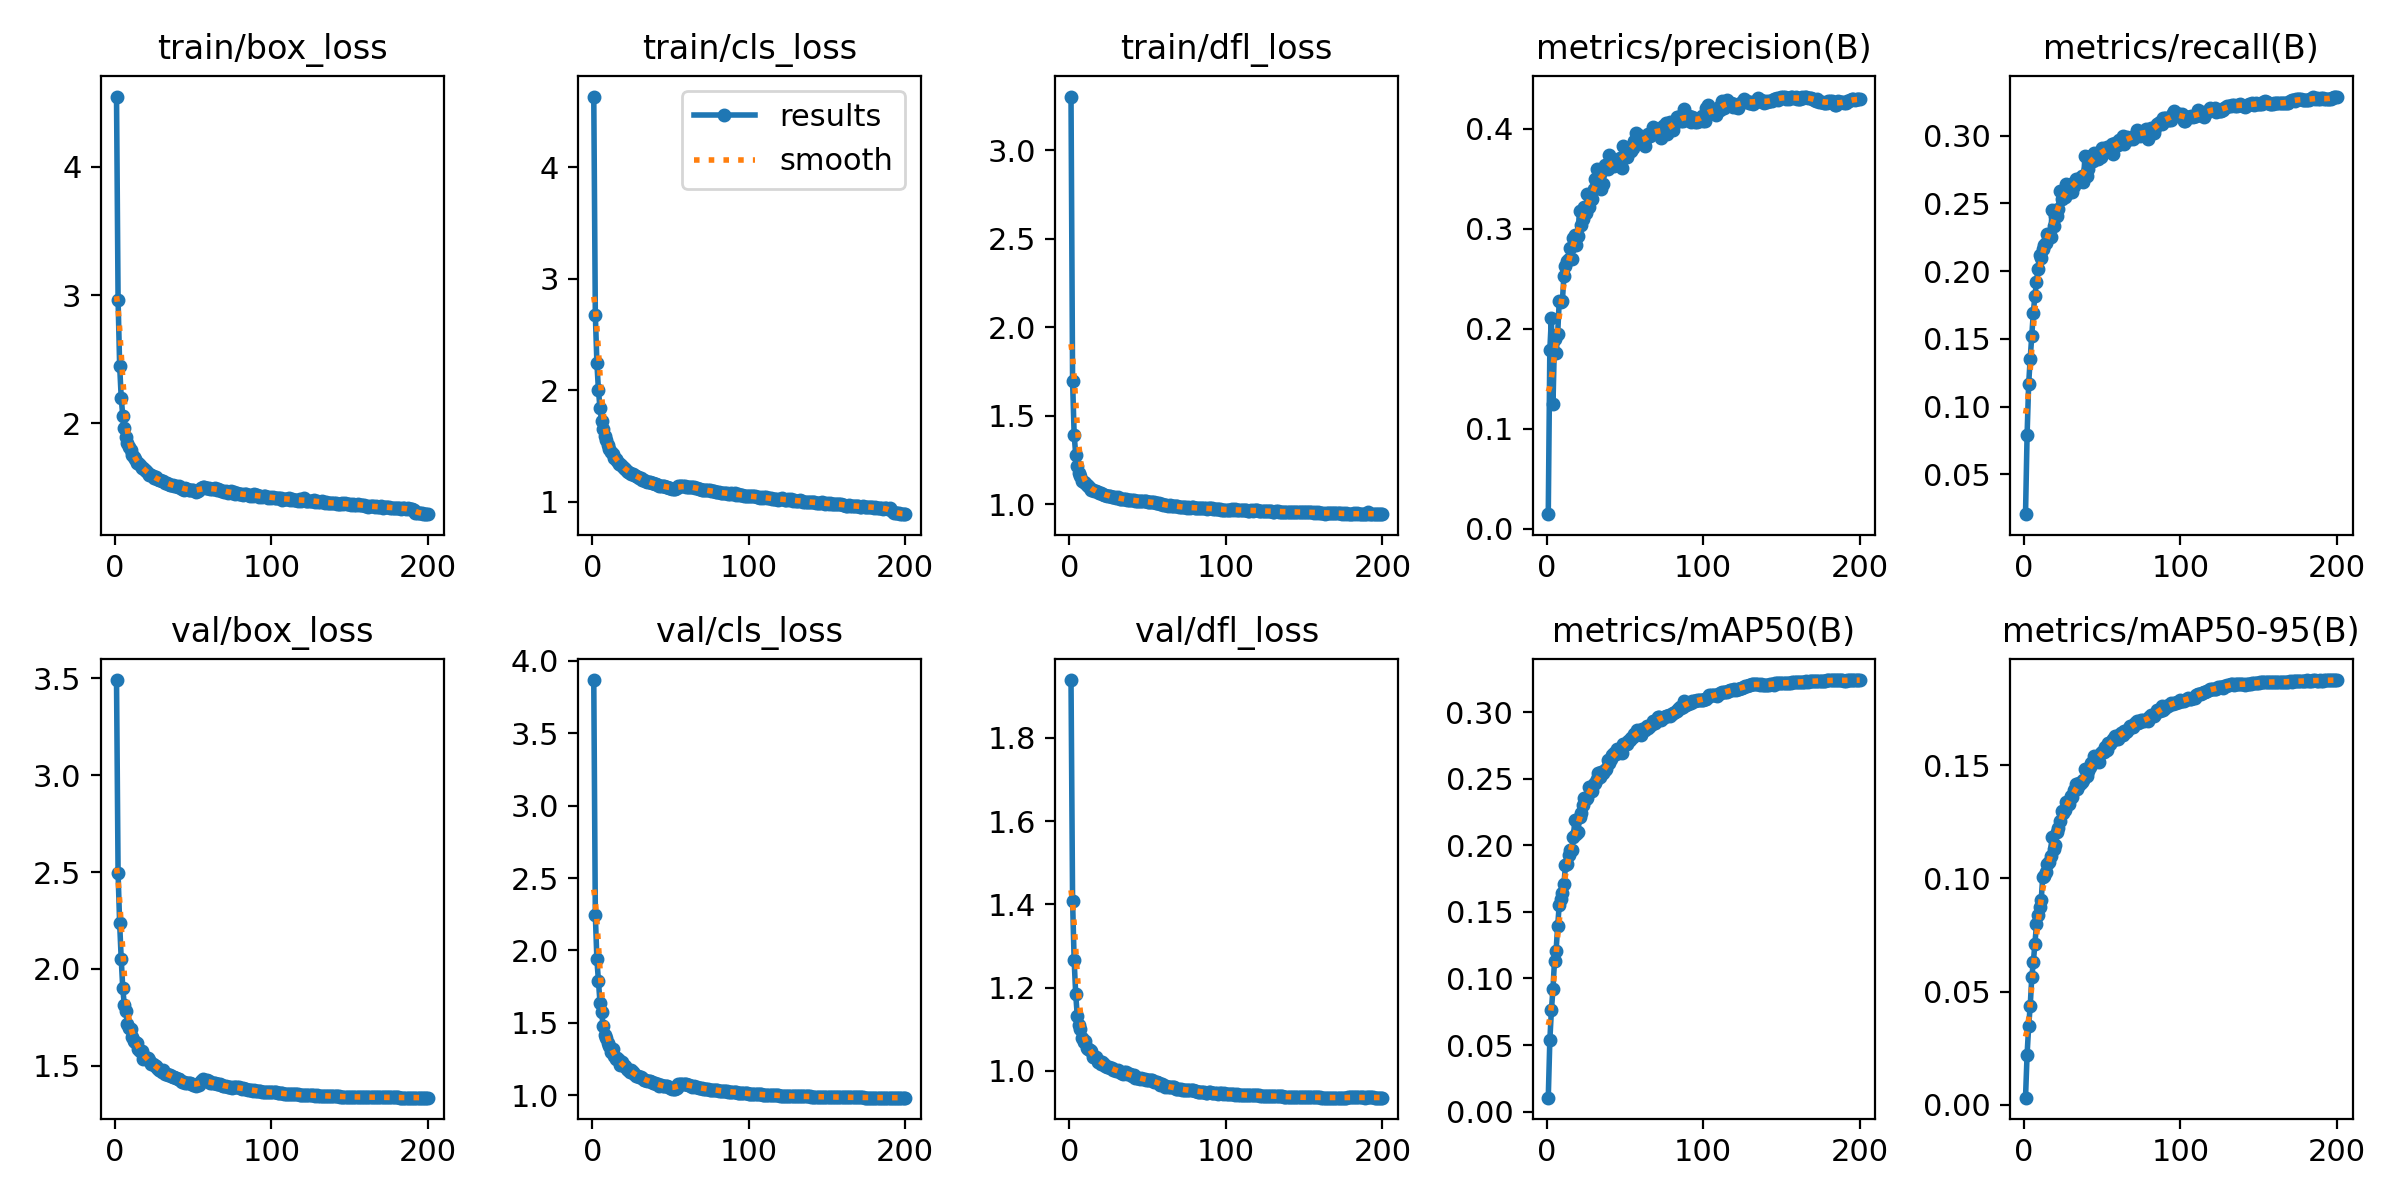 train/box_loss
4
3
2
0 100 200
train/cls_loss
results
smooth
4
3
2
1
0 100 200
train/dfl_loss
3.0
2.5
2.0
1.5
1.0
0 100 200
metrics/precision(B)
0.4
0.3
0.2
0.1
0.0
0 100 200
metrics/recall(B)
0.30
0.25
0.20
0.15
0.10
0.05
0 100 200
val/box_loss
3.5
3.0
2.5
2.0
1.5
0 100 200
val/cls_loss
4.0
3.5
3.0
2.5
2.0
1.5
1.0
0 100 200
val/dfl_loss
1.8
1.6
1.4
1.2
1.0
0 100 200
metrics/mAP50(B)
0.30
0.25
0.20
0.15
0.10
0.05
0.00
0 100 200
metrics/mAP50-95(B)
0.15
0.10
0.05
0.00
0 100 200